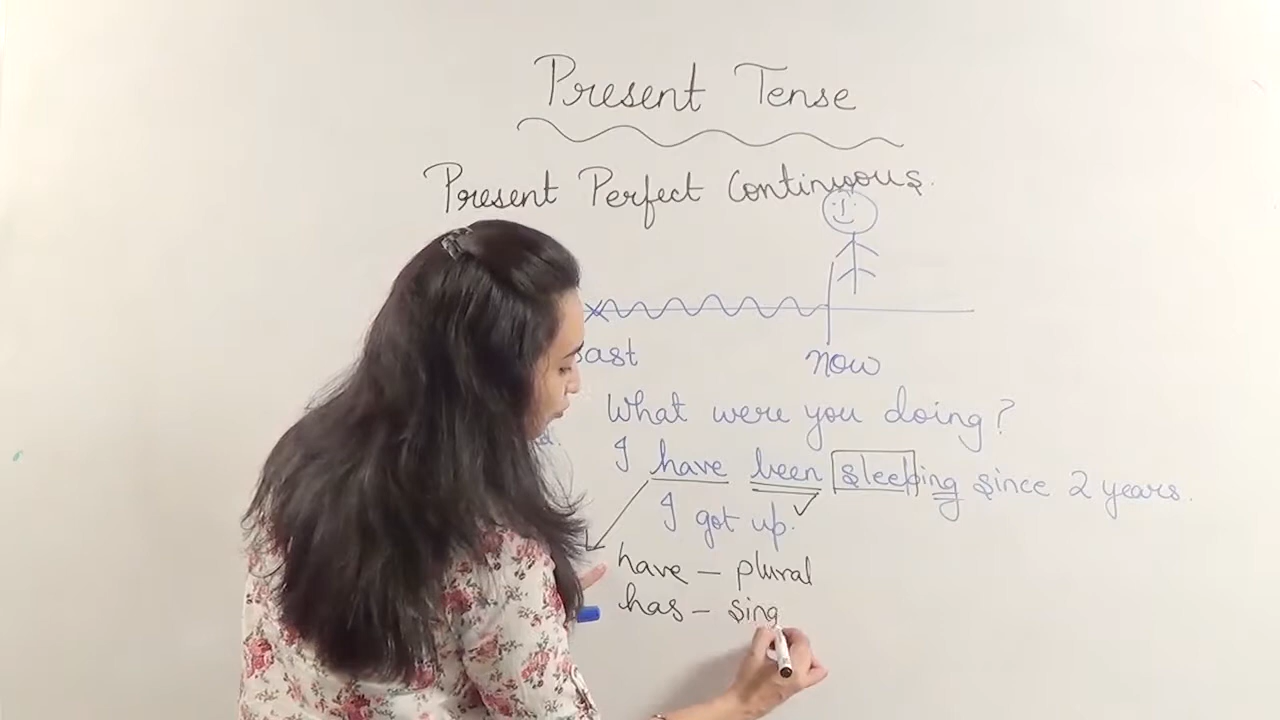 Present Tense
Present Perfect Continuous.
now
What were you doing?
I have been sleeping since 2 years.
I got up.
have – plural
has – sing